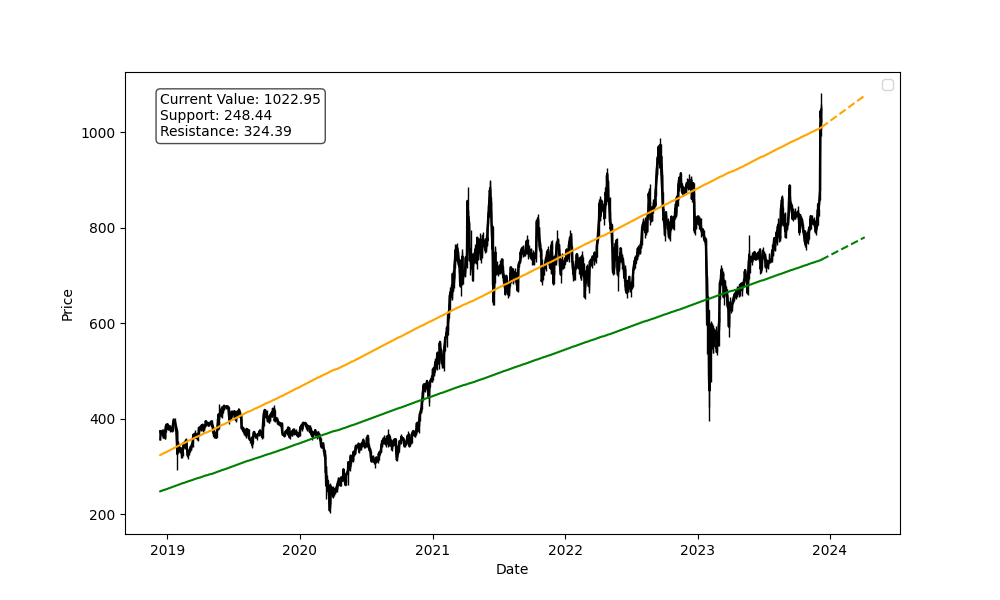 Current Value: 1022.95
Support: 248.44
Resistance: 324.39
Price
1000
800
600
400
200
2019 2020 2021 2022 2023 2024
Date